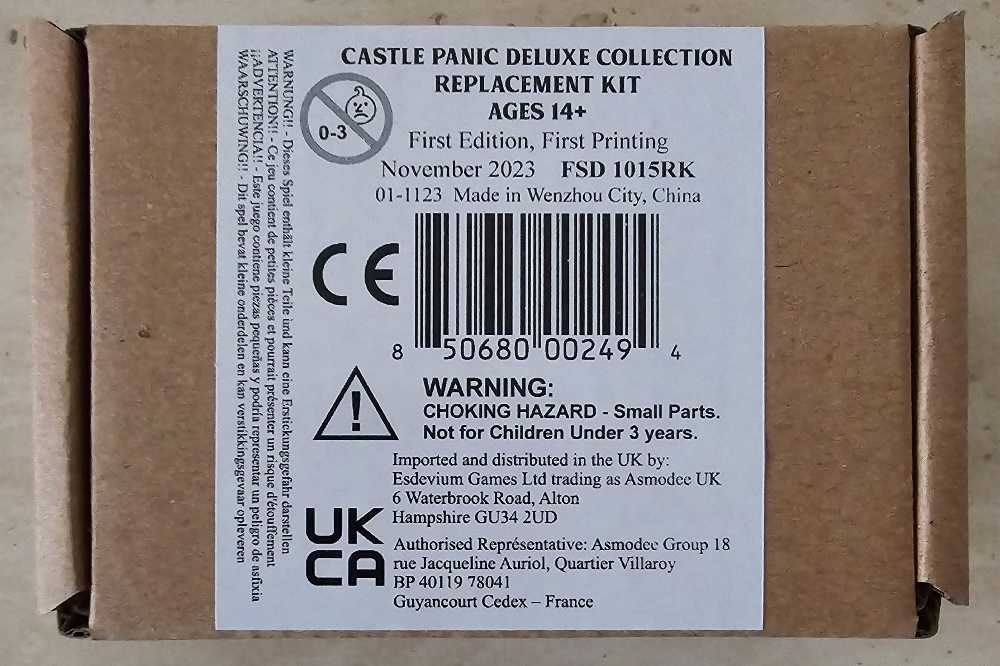 CASTLE PANIC DELUXE COLLECTION
REPLACEMENT KIT
AGES 14+
First Edition, First Printing
November 2023 FSD 1015RK
01-1123 Made in Wenzhou City, China
0-3
CE
8 50680 00249 4
WARNING:
CHOKING HAZARD - Small Parts.
Not for Children Under 3 years.
Imported and distributed in the UK by:
Esdevium Games Ltd trading as Asmodee UK
6 Waterbrook Road, Alton
Hampshire GU34 2UD
UK
CA
Authorised Représentative: Asmodee Group 18
rue Jacqueline Auriol, Quartier Villaroy
BP 40119 78041
Guyancourt Cedex – France
WARNUNG!! - Dieses Spiel enthält kleine Teile und kann eine Erstickungsgefahr darstellen
ATTENTION!! - Ce jeu contient de petites pièces et pourrait présenter un risque d'étouffement
¡¡ADVERTENCIA!! - Este juego contiene piezas pequeñas y podría representar un peligro de asfixia
WAARSCHUWING!! - Dit spel bevat kleine onderdelen en kan verstikkingsgevaar opleveren